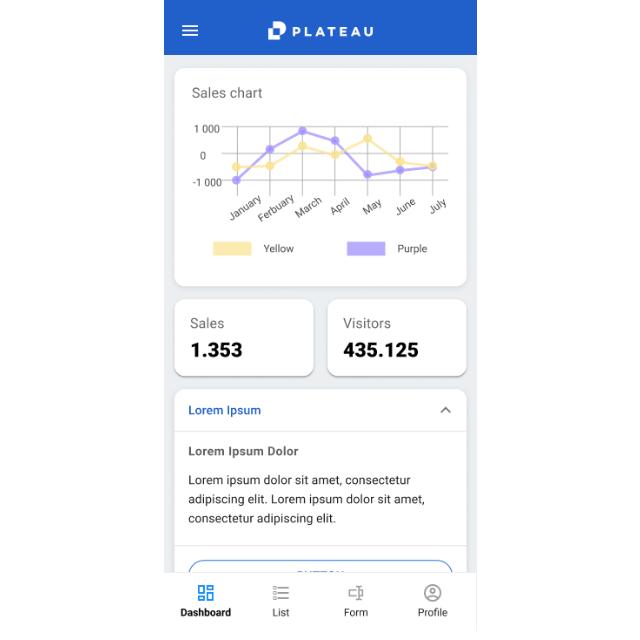 PLATEAU
Sales chart
1 000
0
-1 000
January
Ferbuary
March
April
May
June
July
Yellow
Purple
Sales
Visitors
1.353
435.125
Lorem Ipsum
Lorem Ipsum Dolor
Lorem ipsum dolor sit amet, consectetur
adipiscing elit. Lorem ipsum dolor sit amet,
consectetur adipiscing elit.
Dashboard
List
Form
Profile